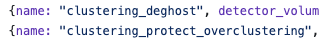 {name: "clustering_deghost", detector_volum
{name: "clustering_protect_overclustering",